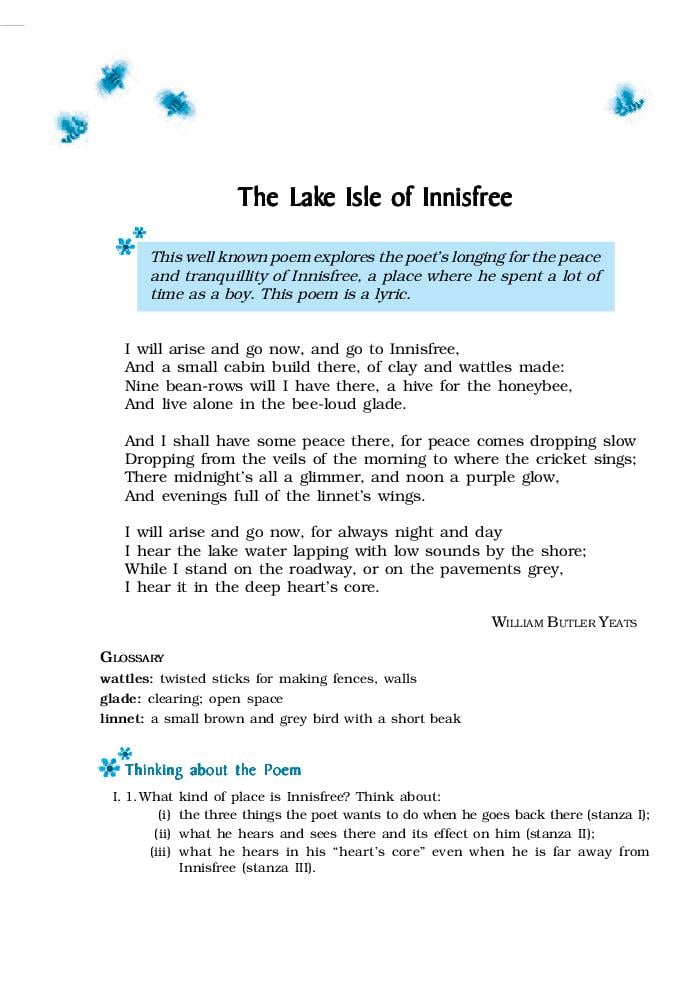 The Lake Isle of Innisfree
This well known poem explores the poet's longing for the peace
and tranquillity of Innisfree, a place where he spent a lot of
time as a boy. This poem is a lyric.
I will arise and go now, and go to Innisfree,
And a small cabin build there, of clay and wattles made:
Nine bean-rows will I have there, a hive for the honeybee,
And live alone in the bee-loud glade.
And I shall have some peace there, for peace comes dropping slow
Dropping from the veils of the morning to where the cricket sings;
There midnight's all a glimmer, and noon a purple glow,
And evenings full of the linnet's wings.
I will arise and go now, for always night and day
I hear the lake water lapping with low sounds by the shore;
While I stand on the roadway, or on the pavements grey,
I hear it in the deep heart's core.
WILLIAM BUTLER YEATS
GLOSSARY
wattles: twisted sticks for making fences, walls
glade: clearing; open space
linnet: a small brown and grey bird with a short beak
Thinking about the Poem
I. 1. What kind of place is Innisfree? Think about:
(i) the three things the poet wants to do when he goes back there (stanza I);
(ii) what he hears and sees there and its effect on him (stanza II);
(iii) what he hears in his “heart's core” even when he is far away from
Innisfree (stanza III).